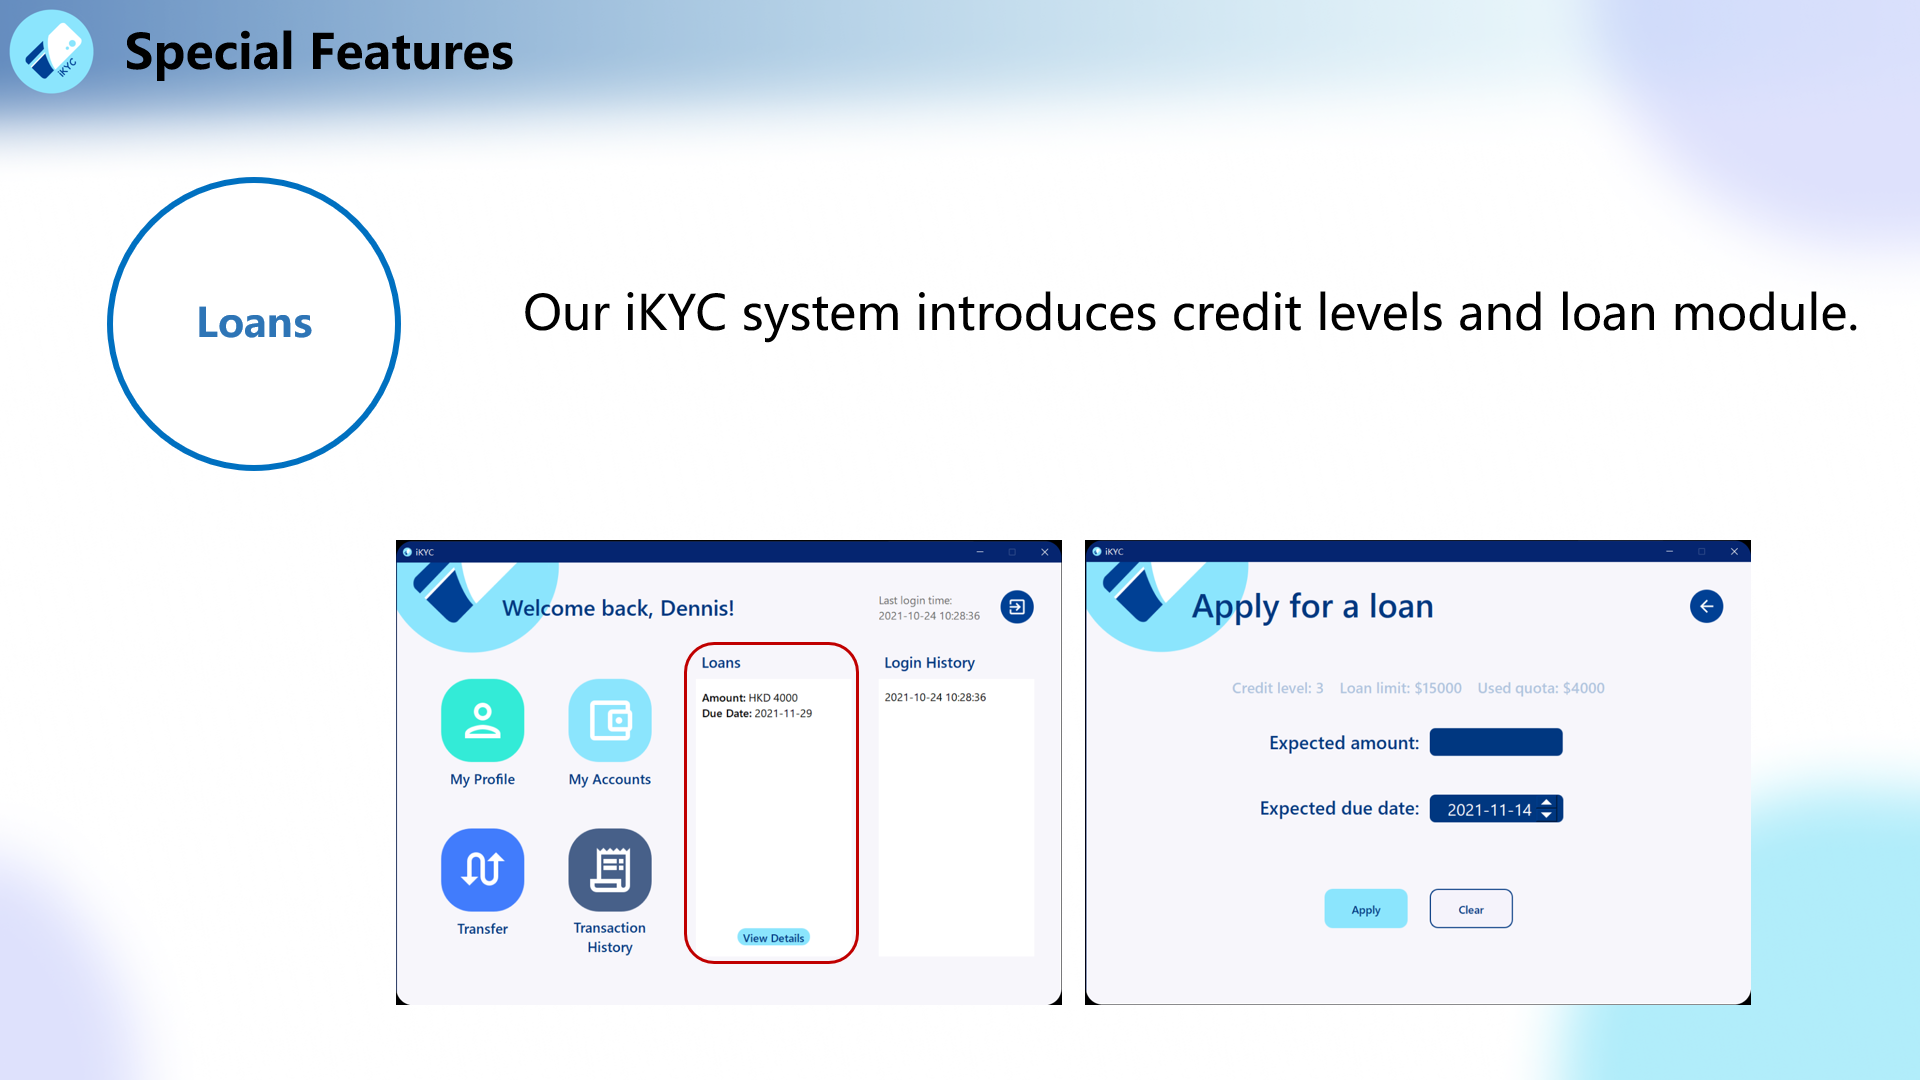 iKYC
Special Features
Loans
Our iKYC system introduces credit levels and loan module.
iKYC
Welcome back, Dennis!
Last login time:
2021-10-24 10:28:36
My Profile
My Accounts
Transfer
Transaction
History
Loans
Amount: HKD 4000
Due Date: 2021-11-29
View Details
Login History
2021-10-24 10:28:36
iKYC
Apply for a loan
Credit level: 3 Loan limit: $15000 Used quota: $4000
Expected amount:
Expected due date: 2021-11-14
Apply
Clear